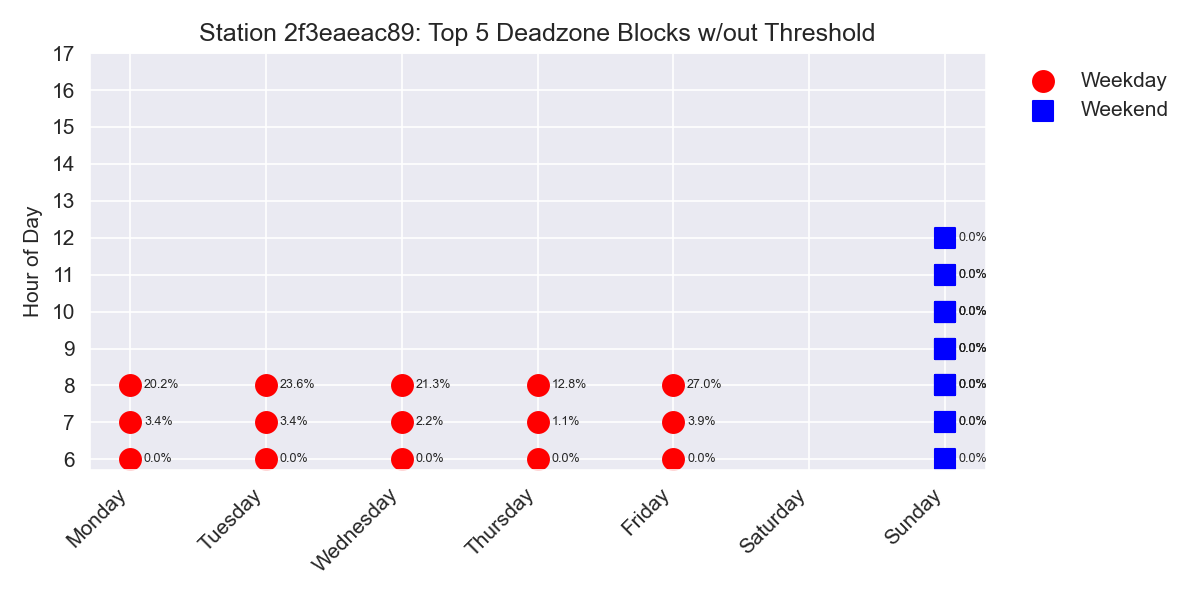 Station 2f3eaeac89: Top 5 Deadzone Blocks w/out Threshold
Weekday
Weekend
Hour of Day
17
16
15
14
13
12 0.0%
11 0.0%
10 0.0%
9 0.0%
8 20.2% 23.6% 21.3% 12.8% 27.0% 0.0%
7 3.4% 3.4% 2.2% 1.1% 3.9% 0.0%
6 0.0% 0.0% 0.0% 0.0% 0.0% 0.0%
Monday Tuesday Wednesday Thursday Friday Saturday Sunday